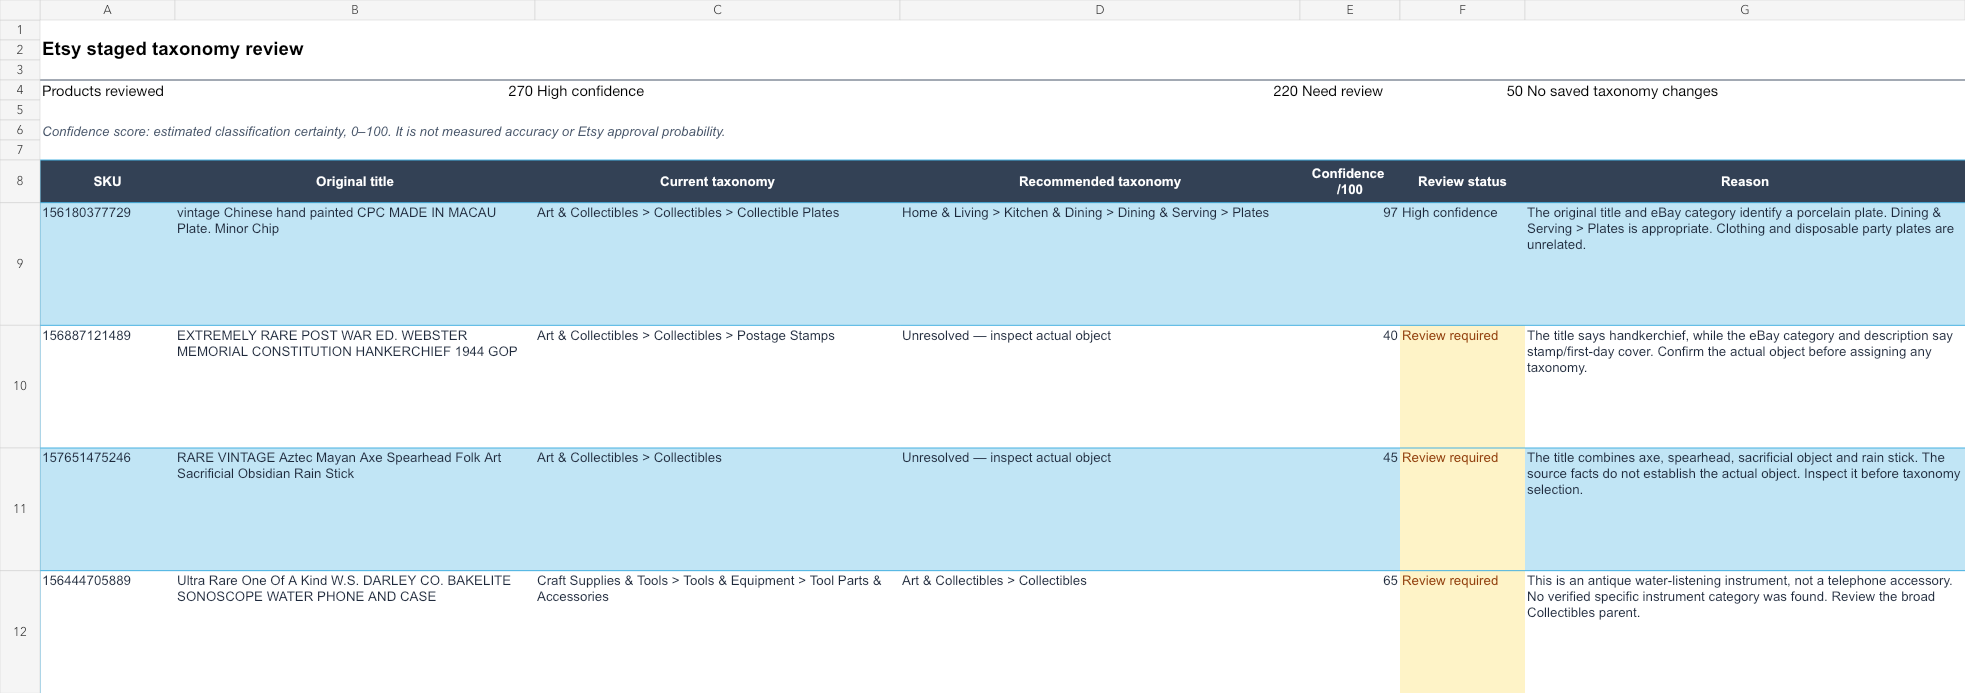 A B C D E F G
1
2 Etsy staged taxonomy review
3
4 Products reviewed 270 High confidence 220 Need review 50 No saved taxonomy changes
5
6 Confidence score: estimated classification certainty, 0–100. It is not measured accuracy or Etsy approval probability.
7
8 SKU Original title Current taxonomy Recommended taxonomy Confidence /100 Review status Reason
156180377729 vintage Chinese hand painted CPC MADE IN MACAU Art & Collectibles > Collectibles > Collectible Plates Home & Living > Kitchen & Dining > Dining & Serving > Plates 97 High confidence The original title and eBay category identify a porcelain plate. Dining &
Plate. Minor Chip Serving > Plates is appropriate. Clothing and disposable party plates are
unrelated.
9
156887121489 EXTREMELY RARE POST WAR ED. WEBSTER Art & Collectibles > Collectibles > Postage Stamps Unresolved — inspect actual object 40 Review required The title says handkerchief, while the eBay category and description say
MEMORIAL CONSTITUTION HANKERCHIEF 1944 GOP stamp/first-day cover. Confirm the actual object before assigning any
taxonomy.
10
157651475246 RARE VINTAGE Aztec Mayan Axe Spearhead Folk Art Art & Collectibles > Collectibles Unresolved — inspect actual object 45 Review required The title combines axe, spearhead, sacrificial object and rain stick. The
Sacrificial Obsidian Rain Stick source facts do not establish the actual object. Inspect it before taxonomy
selection.
11
156444705889 Ultra Rare One Of A Kind W.S. DARLEY CO. BAKELITE Craft Supplies & Tools > Tools & Equipment > Tool Parts & Art & Collectibles > Collectibles 65 Review required This is an antique water-listening instrument, not a telephone accessory.
SONOSCOPE WATER PHONE AND CASE Accessories No verified specific instrument category was found. Review the broad
Collectibles parent.
12